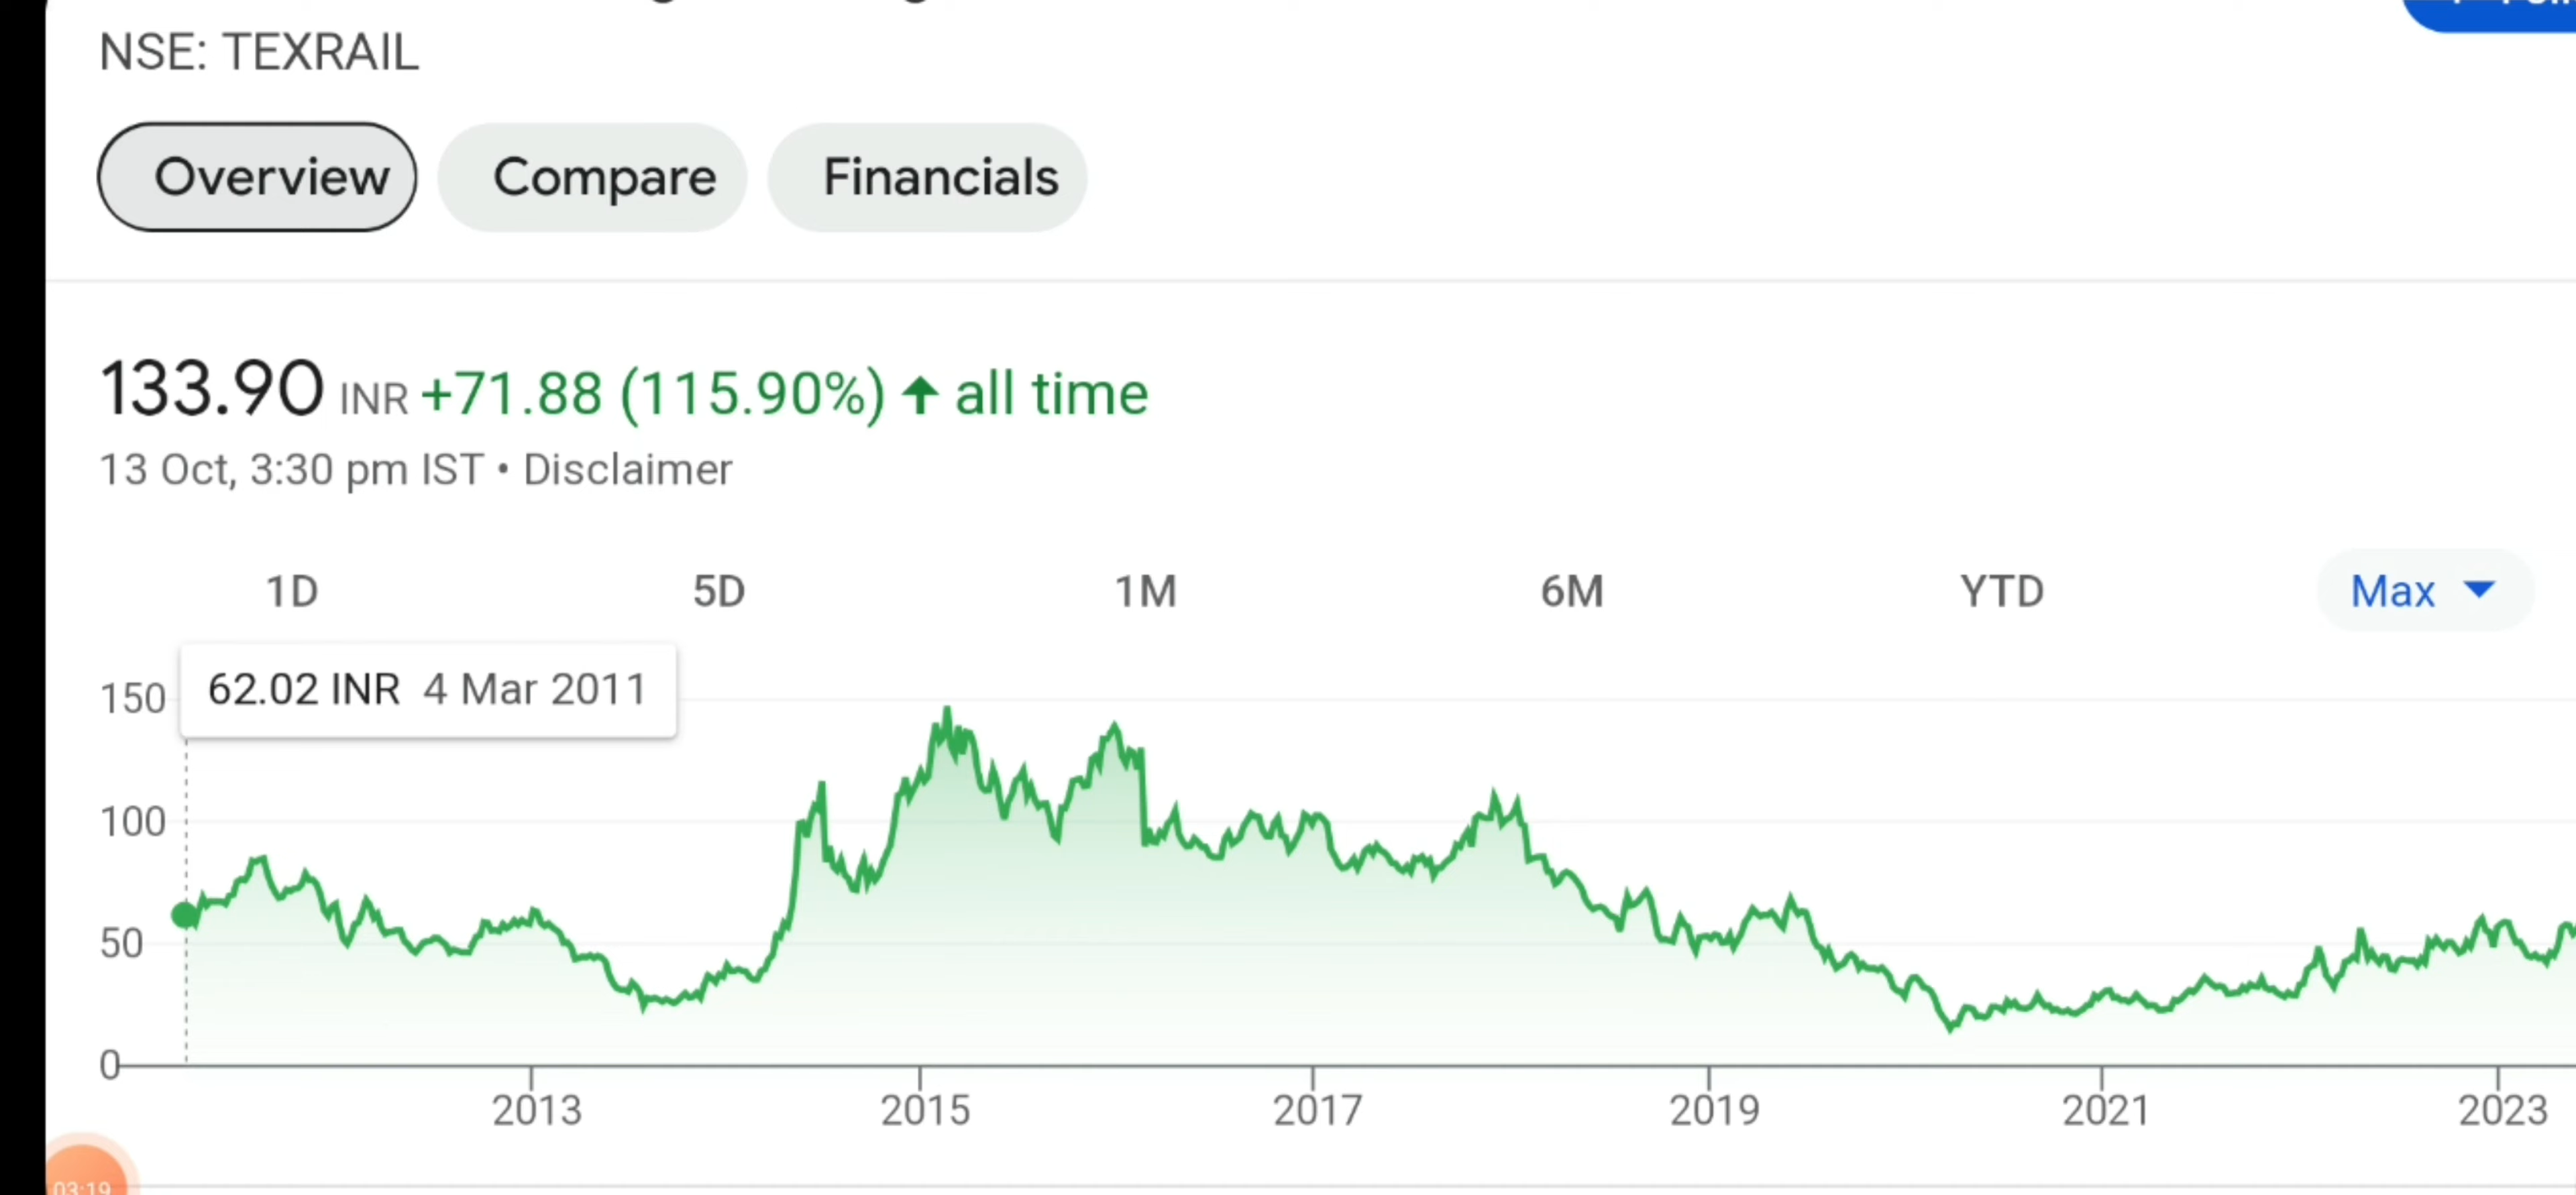 NSE: TEXRAIL
Overview Compare Financials
133.90 INR +71.88 (115.90%) ↑ all time
13 Oct, 3:30 pm IST • Disclaimer
1D 5D 1M 6M YTD Max
62.02 INR 4 Mar 2011
150
100
50
0
2013 2015 2017 2019 2021 2023
03:19